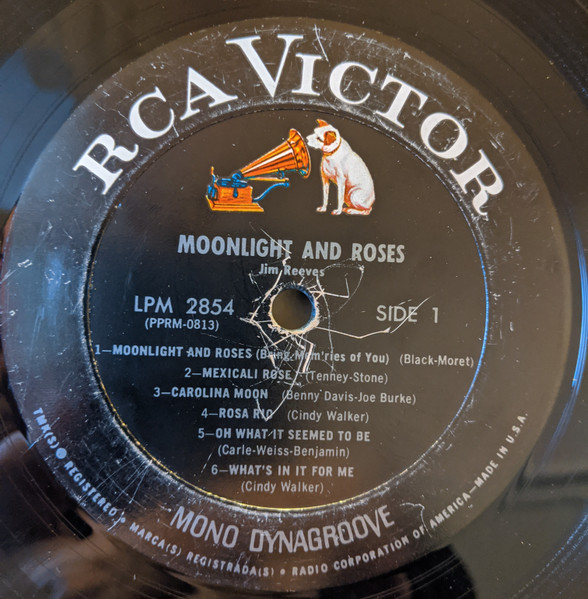 RCA VICTOR
MOONLIGHT AND ROSES
Jim Reeves
LPM 2854
(PPRM-0813)
SIDE 1
1—MOONLIGHT AND ROSES (Bring Mem'ries of You) (Black-Moret)
2—MEXICALI ROSE (Tenney-Stone)
3—CAROLINA MOON (Benny Davis-Joe Burke)
4—ROSA RIO (Cindy Walker)
5—OH WHAT IT SEEMED TO BE
(Carle-Weiss-Benjamin)
6—WHAT'S IN IT FOR ME
(Cindy Walker)
MONO DYNAGROOVE
TMK(S) ● REGISTERED • MARCA(S) REGISTRADA(S) • RADIO CORPORATION OF AMERICA—MADE IN U.S.A.